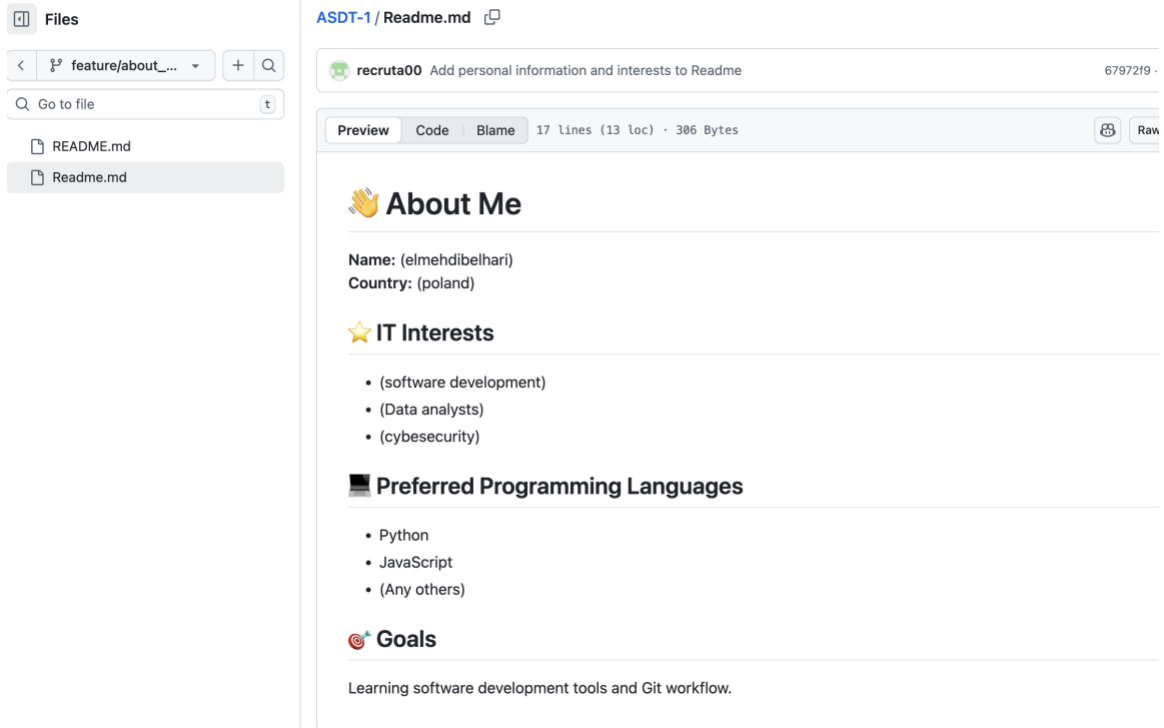 Files
ASDT-1 / Readme.md
feature/about_...
Go to file
t
README.md
Readme.md
recruta00 Add personal information and interests to Readme
67972f9 ·
Preview
Code
Blame
17 lines (13 loc) · 306 Bytes
Raw
👋 About Me
Name: (elmehdibelhari)
Country: (poland)
⭐ IT Interests
• (software development)
• (Data analysts)
• (cybesecurity)
💻 Preferred Programming Languages
• Python
• JavaScript
• (Any others)
🎯 Goals
Learning software development tools and Git workflow.